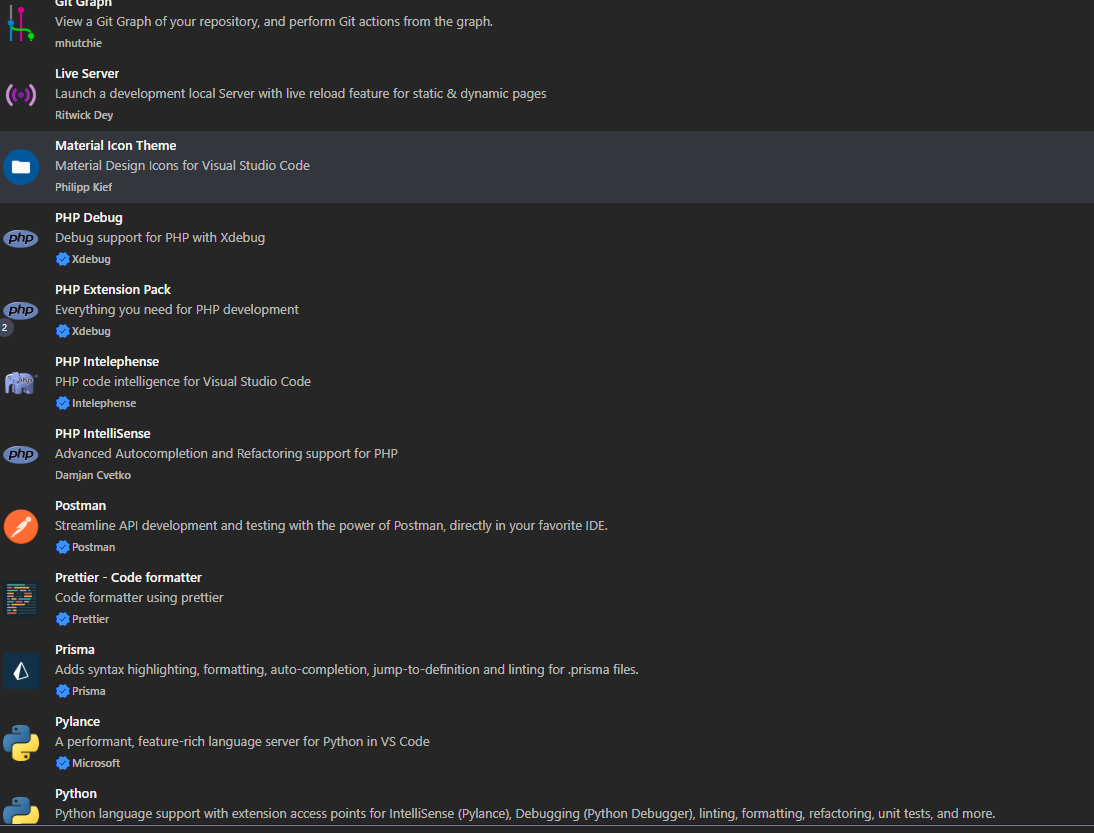 Git Graph
View a Git Graph of your repository, and perform Git actions from the graph.
mhutchie
Live Server
Launch a development local Server with live reload feature for static & dynamic pages
Ritwick Dey
Material Icon Theme
Material Design Icons for Visual Studio Code
Philipp Kief
PHP Debug
php
Debug support for PHP with Xdebug
Xdebug
PHP Extension Pack
php
Everything you need for PHP development
2
Xdebug
PHP Intelephense
php
PHP code intelligence for Visual Studio Code
Intelephense
PHP IntelliSense
php
Advanced Autocompletion and Refactoring support for PHP
Damjan Cvetko
Postman
Streamline API development and testing with the power of Postman, directly in your favorite IDE.
Postman
Prettier - Code formatter
Code formatter using prettier
Prettier
Prisma
Adds syntax highlighting, formatting, auto-completion, jump-to-definition and linting for .prisma files.
Prisma
Pylance
A performant, feature-rich language server for Python in VS Code
Microsoft
Python
Python language support with extension access points for IntelliSense (Pylance), Debugging (Python Debugger), linting, formatting, refactoring, unit tests, and more.